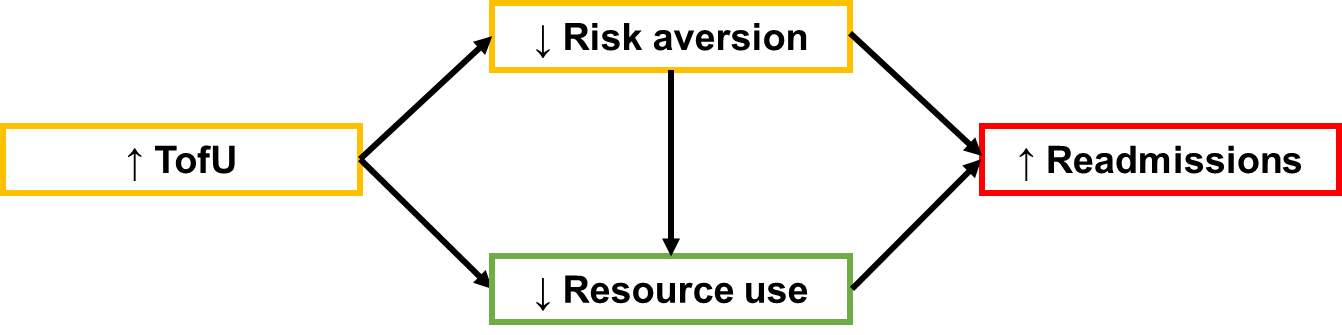 ↓ Risk aversion
↑ TofU
↑ Readmissions
↓ Resource use